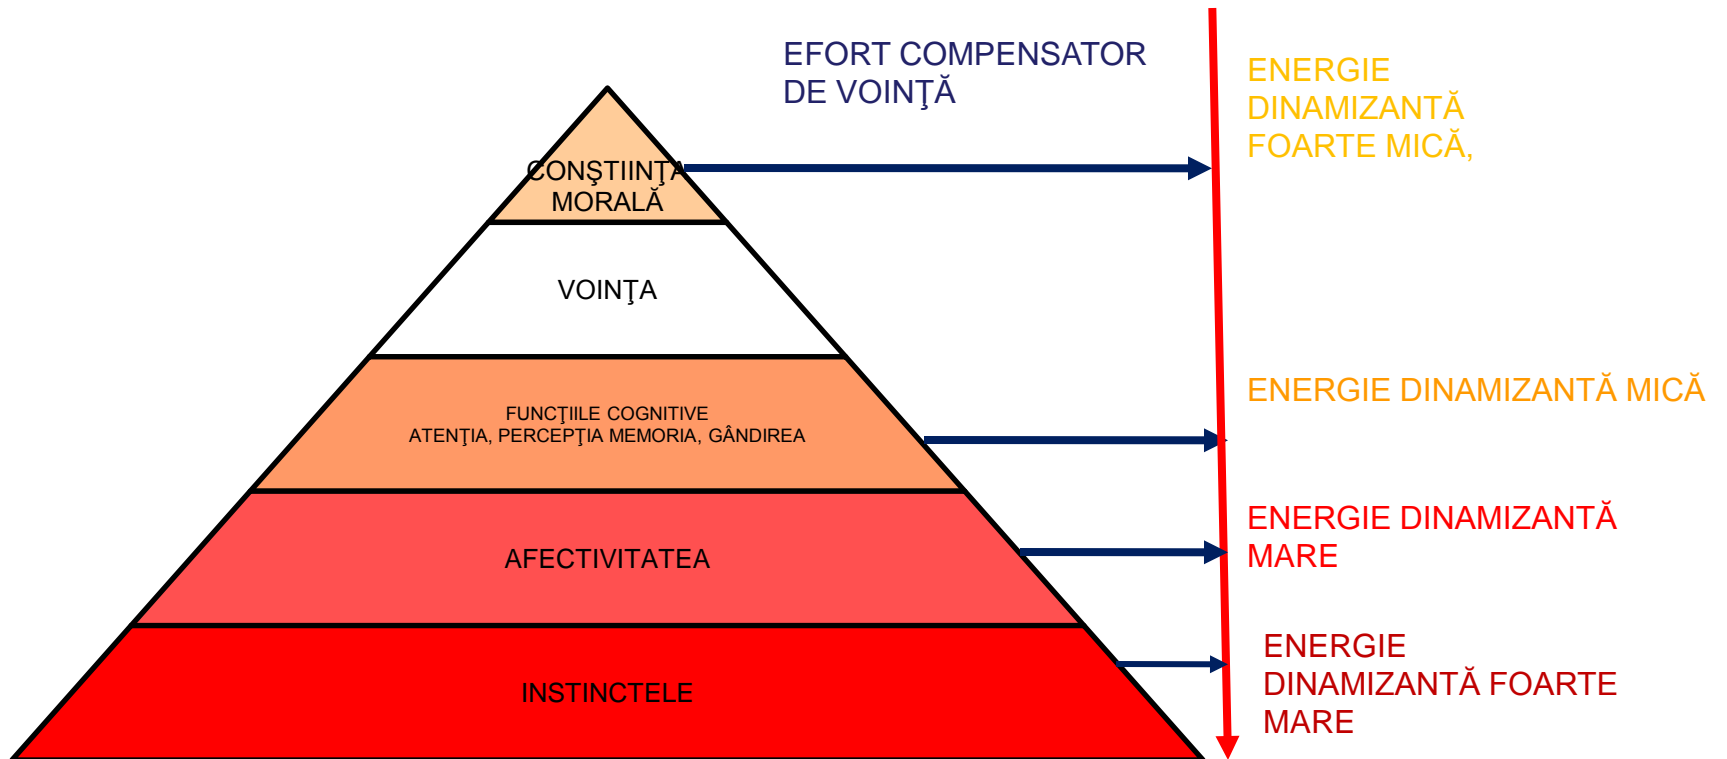 EFORT COMPENSATOR
DE VOINŢĂ
ENERGIE
DINAMIZANTĂ
FOARTE MICĂ,
CONŞTIINŢA
MORALĂ
VOINŢA
ENERGIE DINAMIZANTĂ MICĂ
FUNCŢIILE COGNITIVE
ATENŢIA, PERCEPŢIA MEMORIA, GÂNDIREA
ENERGIE DINAMIZANTĂ
MARE
AFECTIVITATEA
ENERGIE
DINAMIZANTĂ FOARTE
MARE
INSTINCTELE